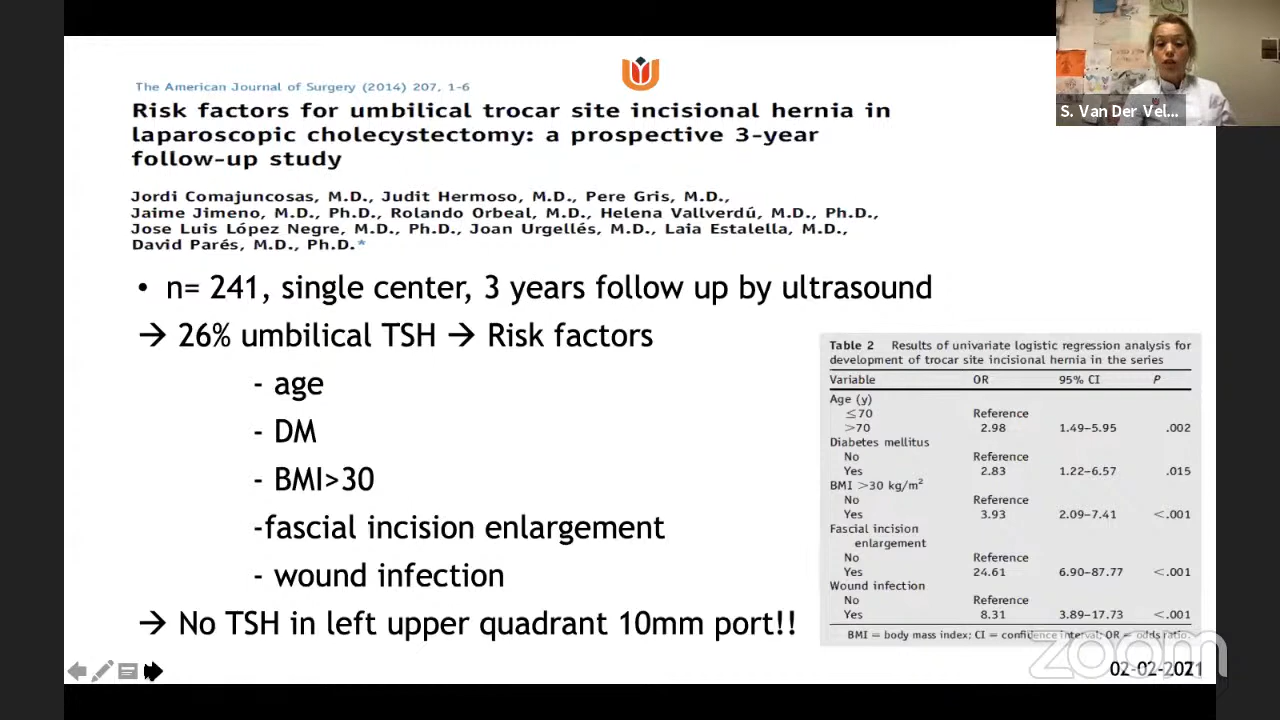 The American Journal of Surgery (2014) 207, 1-6
Risk factors for umbilical trocar site incisional hernia in
laparoscopic cholecystectomy: a prospective 3-year
follow-up study
Jordi Comajuncosas, M.D., Judit Hermoso, M.D., Pere Gris, M.D.,
Jaime Jimeno, M.D., Ph.D., Rolando Orbeal, M.D., Helena Vallverdú, M.D., Ph.D.,
Jose Luis López Negre, M.D., Ph.D., Joan Urgellés, M.D., Laia Estalella, M.D.,
David Parés, M.D., Ph.D.*
S. Van Der Vel...
• n= 241, single center, 3 years follow up by ultrasound
→ 26% umbilical TSH → Risk factors
- age
- DM
- BMI>30
-fascial incision enlargement
- wound infection
→ No TSH in left upper quadrant 10mm port!!
Table 2 Results of univariate logistic regression analysis for
development of trocar site incisional hernia in the series
Variable OR 95% CI P
Age (y)
≤70 Reference
>70 2.98 1.49–5.95 .002
Diabetes mellitus
No Reference
Yes 2.83 1.22–6.57 .015
BMI >30 kg/m²
No Reference
Yes 3.93 2.09–7.41 <.001
Fascial incision
enlargement
No Reference
Yes 24.61 6.90–87.77 <.001
Wound infection
No Reference
Yes 8.31 3.89–17.73 <.001
BMI = body mass index; CI = confidence interval; OR = odds ratio.
zoom
02-02-2021